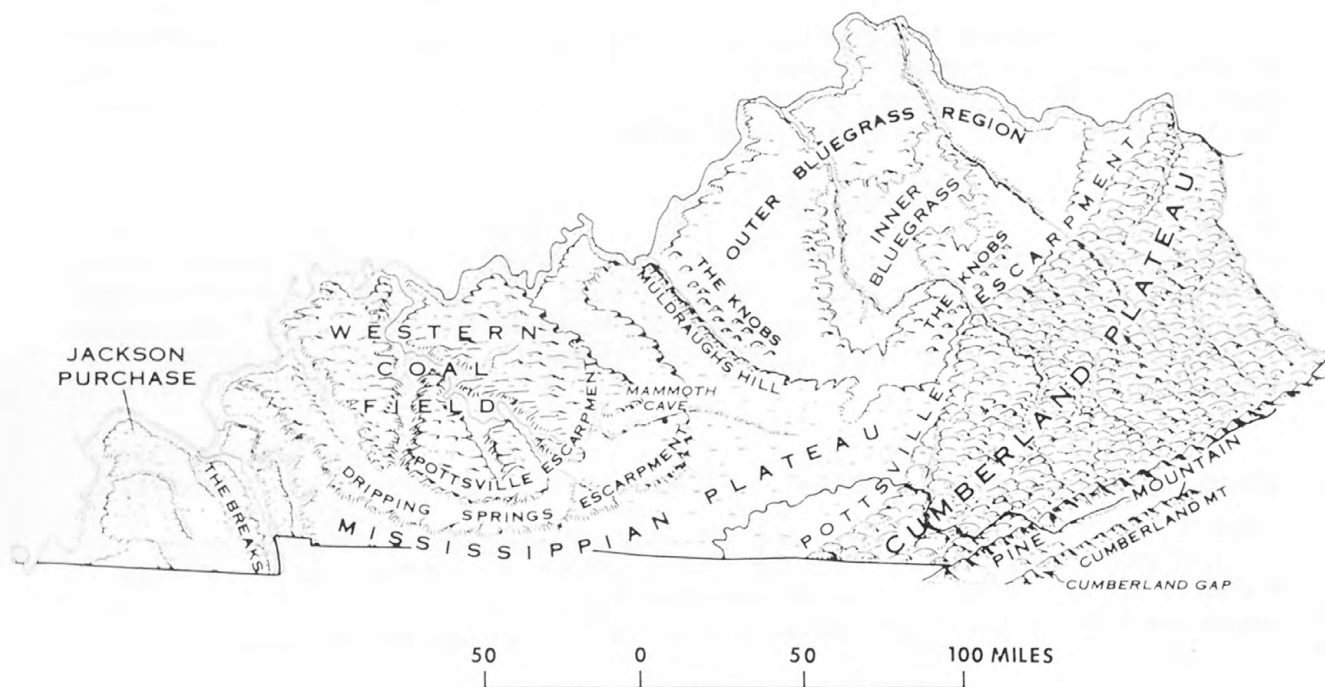 OUTER BLUEGRASS REGION
INNER
BLUEGRASS
THE KNOBS
MULDRAUGHS HILL
THE KNOBS
POTTSVILLE ESCARPMENT
CUMBERLAND PLATEAU
WESTERN
COAL
FIELD
JACKSON
PURCHASE
MAMMOTH
CAVE
POTTSVILLE ESCARPMEN
DRIPPING SPRINGS ESCARPMENT
THE BREAKS
MISSISSIPPIAN PLATEAU
PINE MOUNTAIN
CUMBERLAND MT
CUMBERLAND GAP
50 0 50 100 MILES